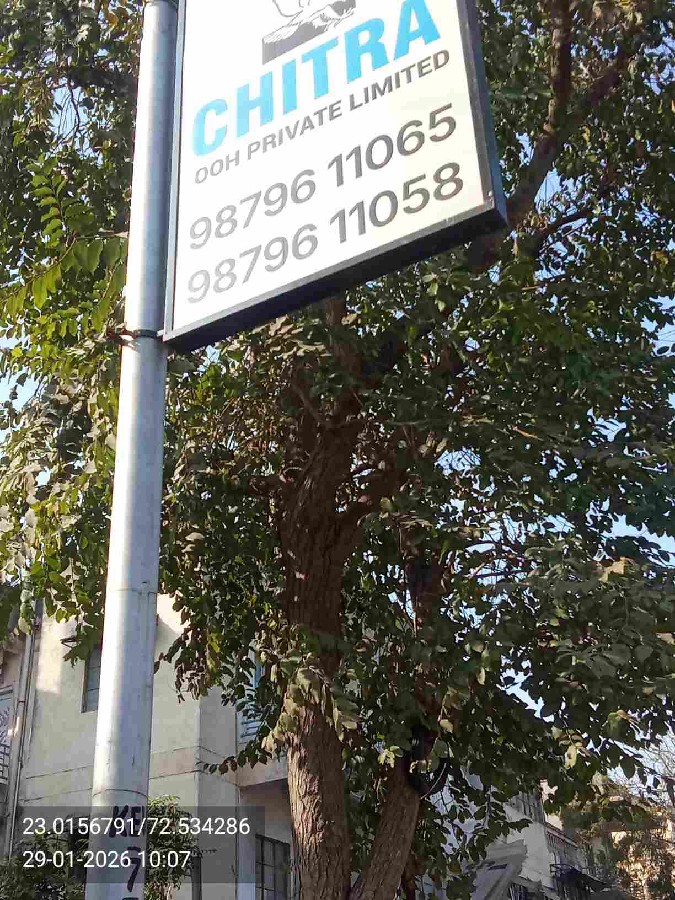 CHITRA
OOH PRIVATE LIMITED
98796 11065
98796 11058
23.0156791/72.534286
29-01-2026 10:07